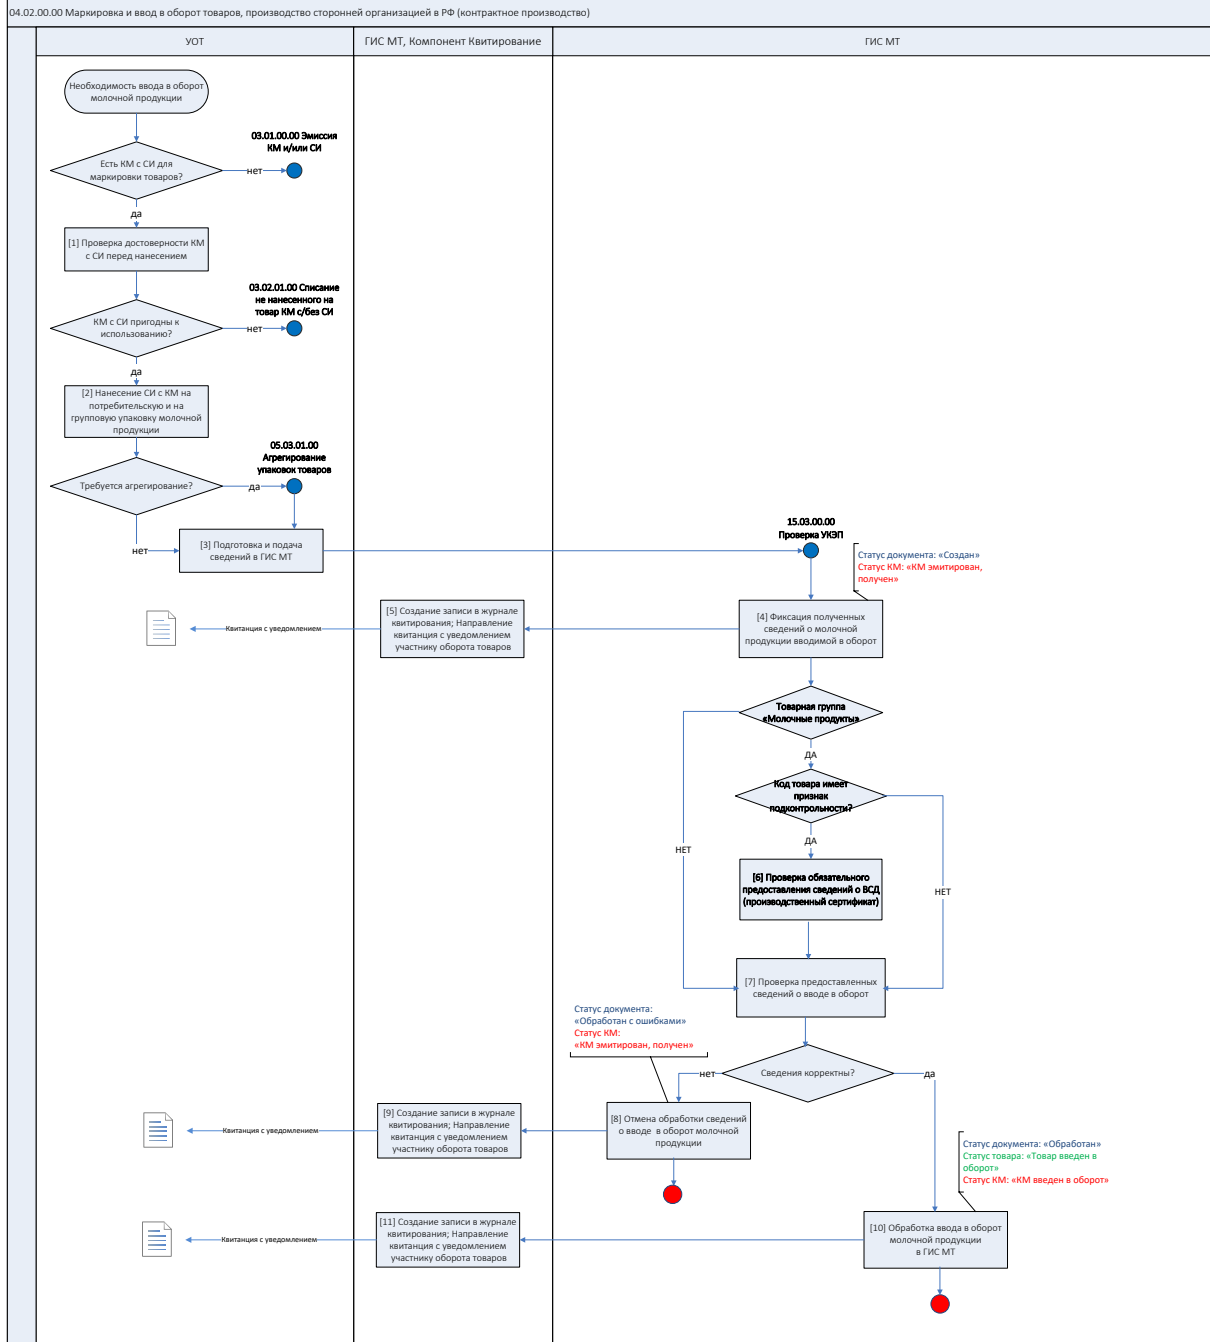 04.02.00.00 Маркировка и ввод в оборот товаров, производство сторонней организацией в РФ (контрактное производство)
УОТ
ГИС МТ, Компонент Квитирование
ГИС МТ
Необходимость ввода в оборот
молочной продукции
03.01.00.00 Эмиссия
КМ и/или СИ
Есть КМ с СИ для
маркировки товаров?
нет
да
[1] Проверка достоверности КМ
с СИ перед нанесением
03.02.01.00 Списание
не нанесенного на
товар КМ с/без СИ
КМ с СИ пригодны к
использованию?
нет
да
[2] Нанесение СИ с КМ на
потребительскую и на
групповую упаковку молочной
продукции
05.03.01.00
Агрегирование
упаковок товаров
Требуется агрегирование?
да
нет
[3] Подготовка и подача
сведений в ГИС МТ
15.03.00.00
Проверка УКЭП
Статус документа: «Создан»
Статус КМ: «КМ эмитирован,
получен»
[4] Фиксация полученных
сведений о молочной
продукции вводимой в оборот
[5] Создание записи в журнале
квитирования; Направление
квитанция с уведомлением
участнику оборота товаров
Квитанция с уведомлением
Товарная группа
«Молочные продукты»
ДА
Код товара имеет
признак
подконтрольности?
ДА
НЕТ
НЕТ
[6] Проверка обязательного
предоставления сведений о ВСД
(производственный сертификат)
[7] Проверка предоставленных
сведений о вводе в оборот
Статус документа:
«Обработан с ошибками»
Статус КМ:
«КМ эмитирован, получен»
Сведения корректны?
нет
да
[8] Отмена обработки сведений
о вводе в оборот молочной
продукции
[9] Создание записи в журнале
квитирования; Направление
квитанция с уведомлением
участнику оборота товаров
Квитанция с уведомлением
Статус документа: «Обработан»
Статус товара: «Товар введен в
оборот»
Статус КМ: «КМ введен в оборот»
[10] Обработка ввода в оборот
молочной продукции
в ГИС МТ
[11] Создание записи в журнале
квитирования; Направление
квитанция с уведомлением
участнику оборота товаров
Квитанция с уведомлением